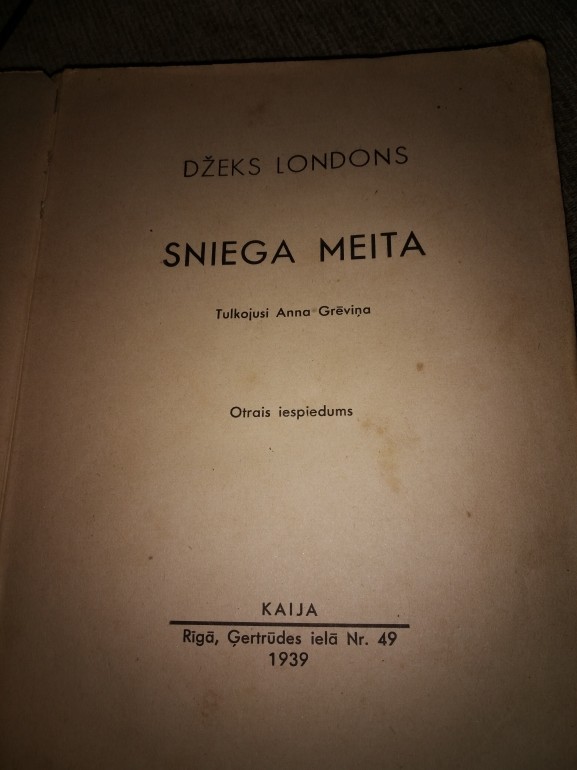 DŽEKS LONDONS
SNIEGA MEITA
Tulkojusi Anna Grēviņa
Otrais iespiedums
KAIJA
Rīgā, Ģertrūdes ielā Nr. 49
1939